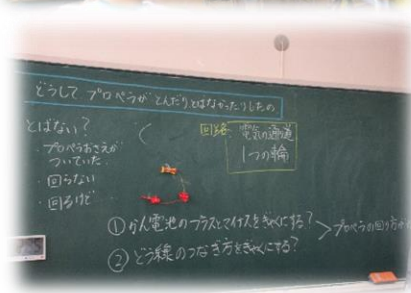 どうして プロペラが とんだりとばなかったりしたの
とばない?
・プロペラおさえが
ついていた
・回らない
・回るけど
回路
電気の通道
1つの輪
①かん電池のプラスとマイナスをぎゃくにする?
②どう線のつなぎ方をぎゃくにする?
プロペラの回り方が